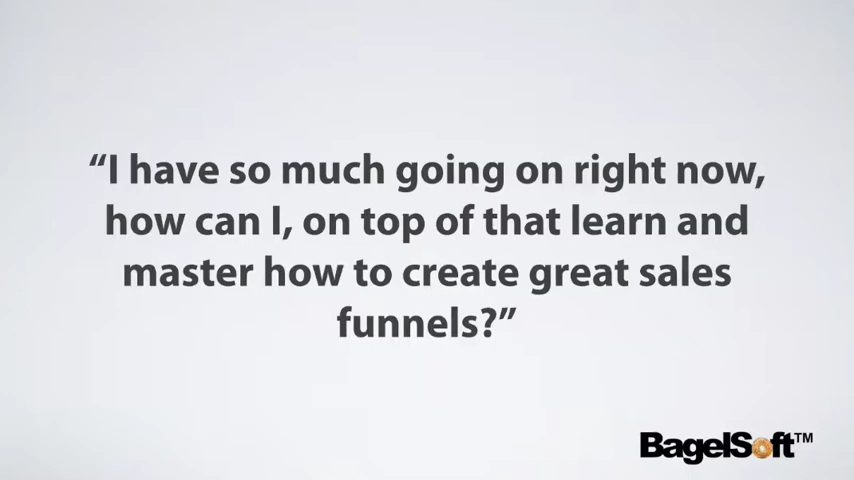 “I have so much going on right now,
how can I, on top of that learn and
master how to create great sales
funnels?”
BagelSoft™